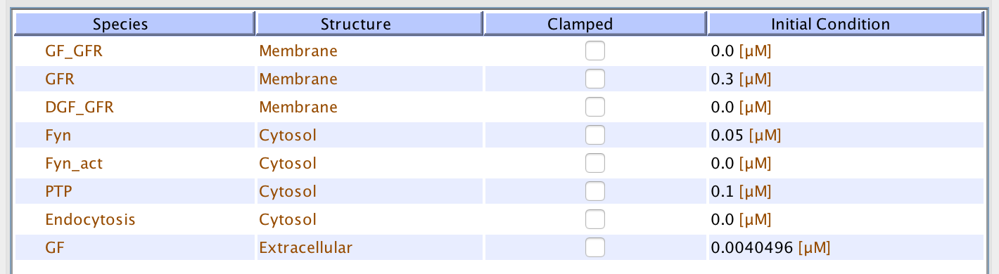 Species Structure Clamped Initial Condition
GF_GFR Membrane 0.0 [µM]
GFR Membrane 0.3 [µM]
DGF_GFR Membrane 0.0 [µM]
Fyn Cytosol 0.05 [µM]
Fyn_act Cytosol 0.0 [µM]
PTP Cytosol 0.1 [µM]
Endocytosis Cytosol 0.0 [µM]
GF Extracellular 0.0040496 [µM]